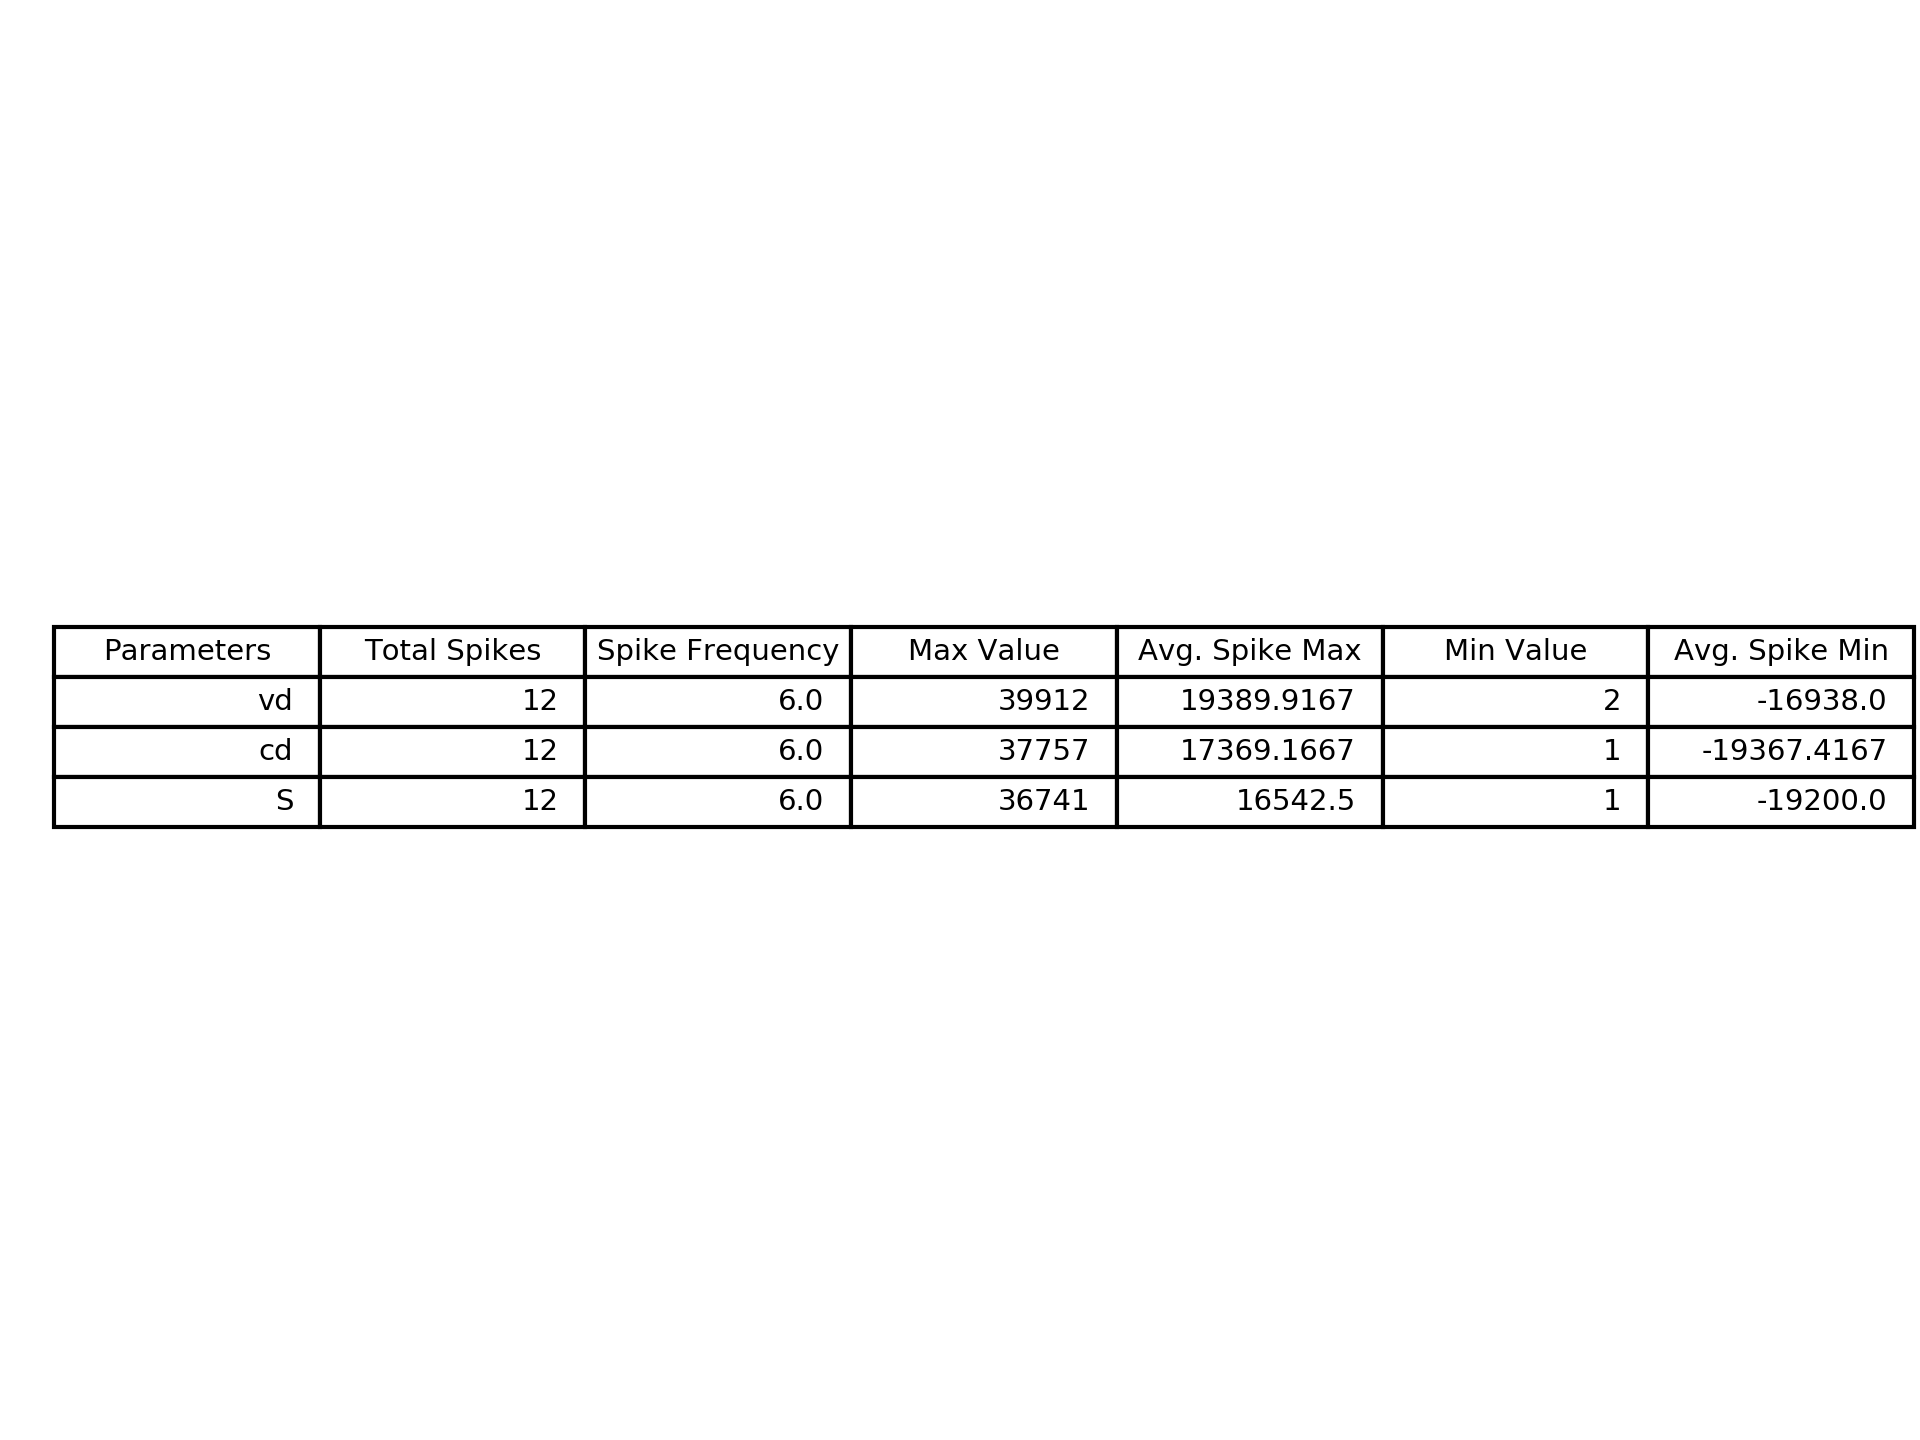 Parameters Total Spikes Spike Frequency Max Value Avg. Spike Max Min Value Avg. Spike Min
vd 12 6.0 39912 19389.9167 2 -16938.0
cd 12 6.0 37757 17369.1667 1 -19367.4167
S 12 6.0 36741 16542.5 1 -19200.0